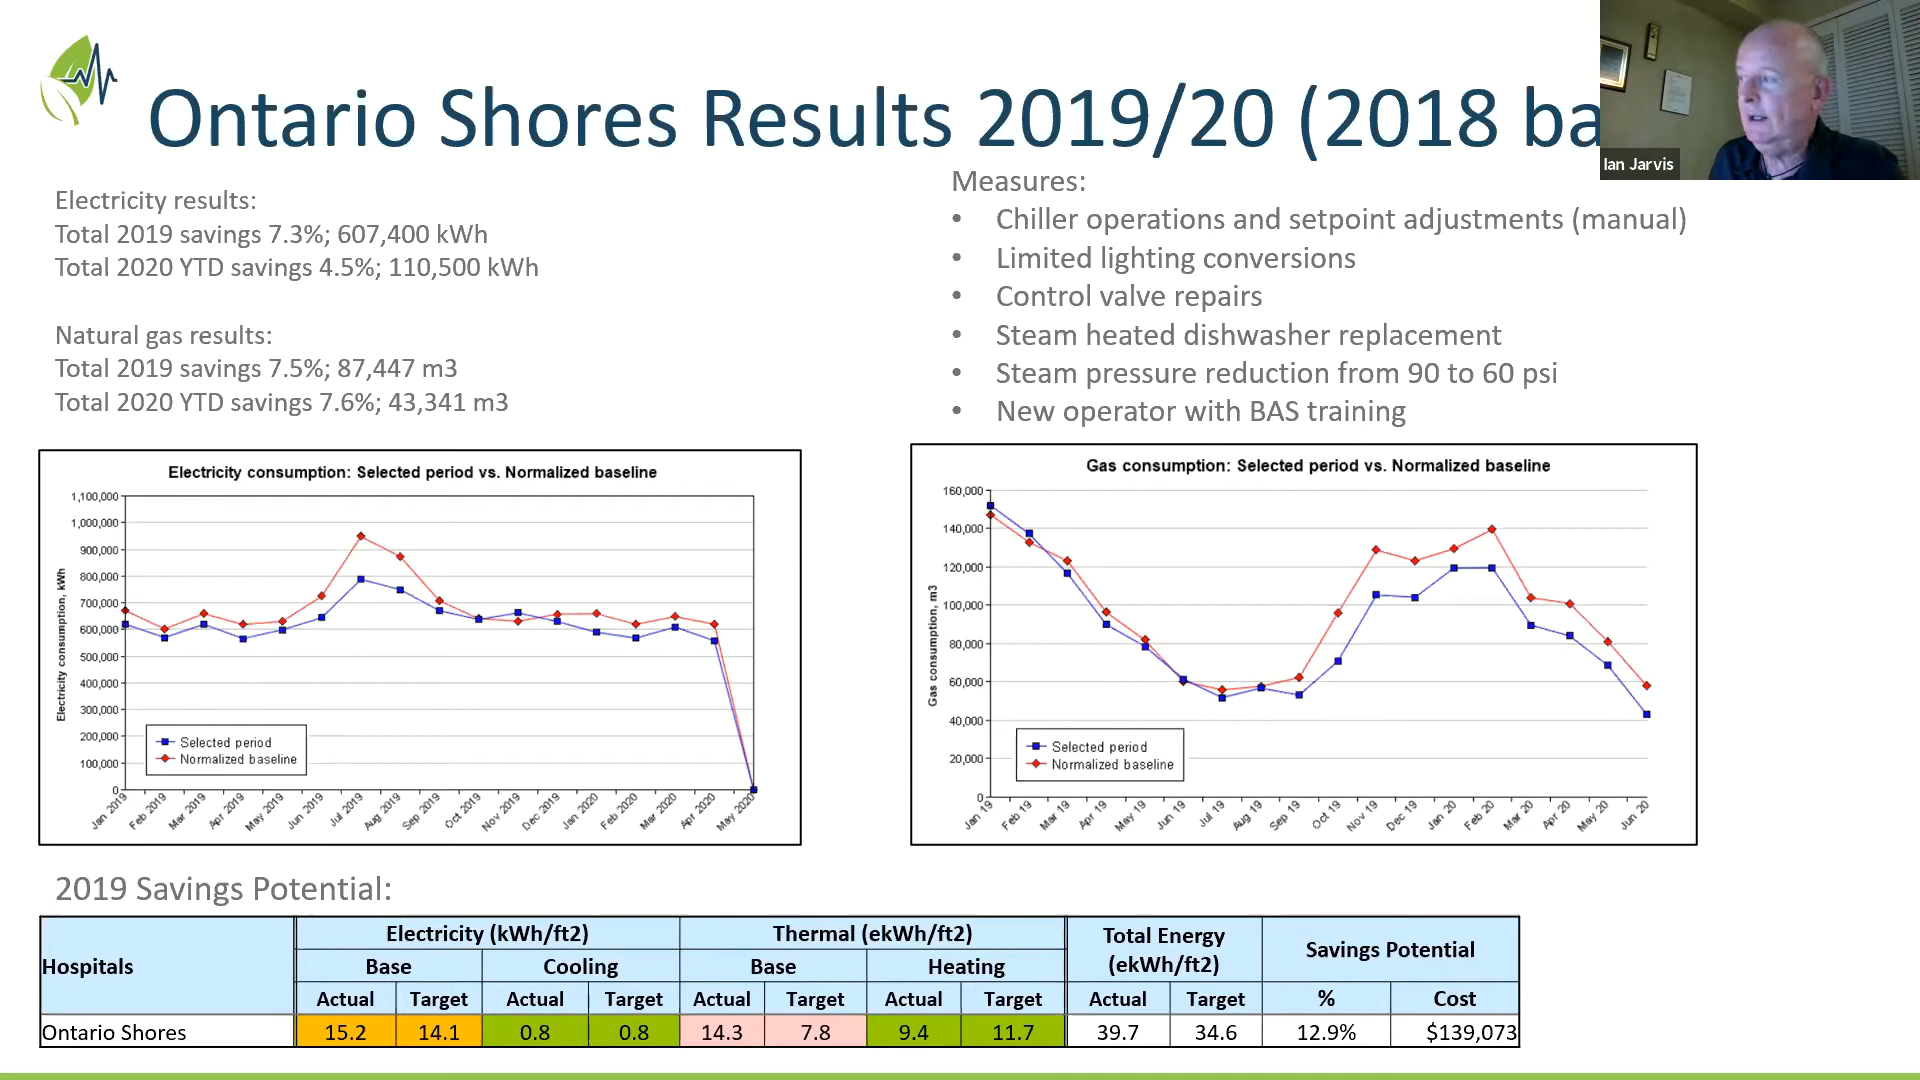 Ontario Shores Results 2019/20 (2018 ba
Ian Jarvis
Electricity results:
Total 2019 savings 7.3%; 607,400 kWh
Total 2020 YTD savings 4.5%; 110,500 kWh
Natural gas results:
Total 2019 savings 7.5%; 87,447 m3
Total 2020 YTD savings 7.6%; 43,341 m3
Measures:
• Chiller operations and setpoint adjustments (manual)
• Limited lighting conversions
• Control valve repairs
• Steam heated dishwasher replacement
• Steam pressure reduction from 90 to 60 psi
• New operator with BAS training
Electricity consumption: Selected period vs. Normalized baseline
Electricity consumption, kWh
1,100,000
1,000,000
900,000
800,000
700,000
600,000
500,000
400,000
300,000
200,000
100,000
0
Selected period
Normalized baseline
Jan 2019 Feb 2019 Mar 2019 Apr 2019 May 2019 Jun 2019 Jul 2019 Aug 2019 Sep 2019 Oct 2019 Nov 2019 Dec 2019 Jan 2020 Feb 2020 Mar 2020 Apr 2020 May 2020
Gas consumption: Selected period vs. Normalized baseline
Gas consumption, m3
160,000
140,000
120,000
100,000
80,000
60,000
40,000
20,000
0
Selected period
Normalized baseline
Jan 19 Feb 19 Mar 19 Apr 19 May 19 Jun 19 Jul 19 Aug 19 Sep 19 Oct 19 Nov 19 Dec 19 Jan 20 Feb 20 Mar 20 Apr 20 May 20 Jun 20
2019 Savings Potential:
Hospitals Electricity (kWh/ft2) Thermal (ekWh/ft2) Total Energy (ekWh/ft2) Savings Potential
Base Cooling Base Heating
Actual Target Actual Target Actual Target Actual Target Actual Target % Cost
Ontario Shores 15.2 14.1 0.8 0.8 14.3 7.8 9.4 11.7 39.7 34.6 12.9% $139,073